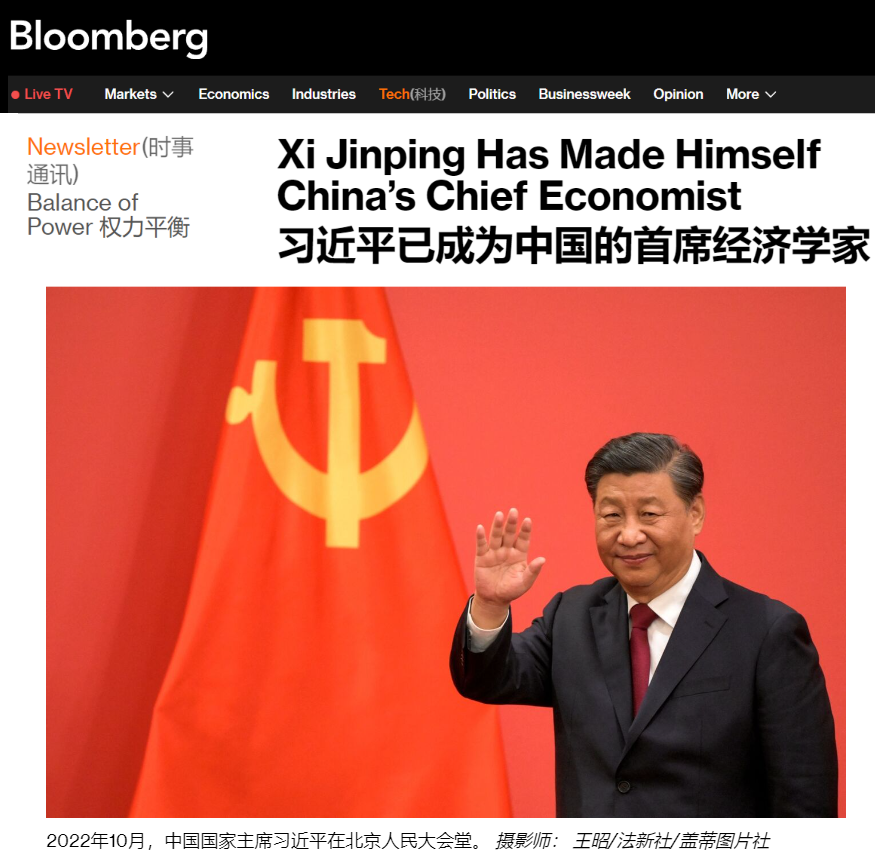 Bloomberg
Live TV Markets Economics Industries Tech(科技) Politics Businessweek Opinion More
Newsletter(时事
通讯)
Balance of
Power 权力平衡
Xi Jinping Has Made Himself
China's Chief Economist
习近平已成为中国的首席经济学家
2022年10月，中国国家主席习近平在北京人民大会堂。 摄影师： 王昭/法新社/盖蒂图片社